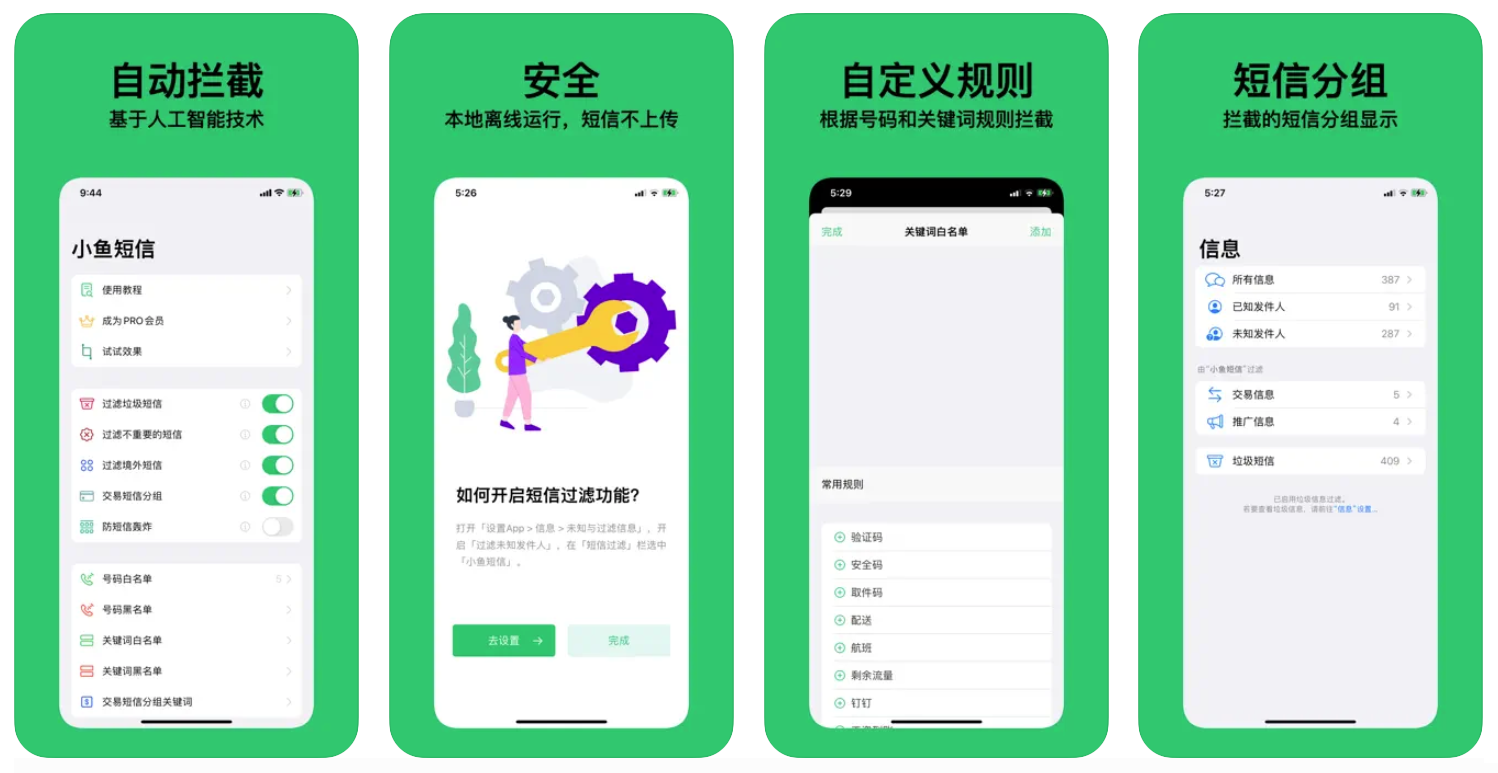 自动拦截
基于人工智能技术
9:44
小鱼短信
使用教程
成为PRO会员
试试效果
过滤垃圾短信
过滤不重要的短信
过滤境外短信
交易短信分组
防短信轰炸
号码白名单 5
号码黑名单
关键词白名单
关键词黑名单
交易短信分组关键词
安全
本地离线运行，短信不上传
5:26
如何开启短信过滤功能?
打开「设置App > 信息 > 未知与过滤信息」，开
启「过滤未知发件人」，在「短信过滤」栏选中
「小鱼短信」。
去设置 →
完成
自定义规则
根据号码和关键词规则拦截
5:29
完成 关键词白名单 添加
常用规则
验证码
安全码
取件码
配送
航班
剩余流量
钉钉
短信分组
拦截的短信分组显示
5:27
信息
所有信息 387
已知发件人 91
未知发件人 287
由“小鱼短信”过滤
交易信息 5
推广信息 4
垃圾短信 409
已启用垃圾信息过滤。
若要查看垃圾信息，请前往“信息”设置...